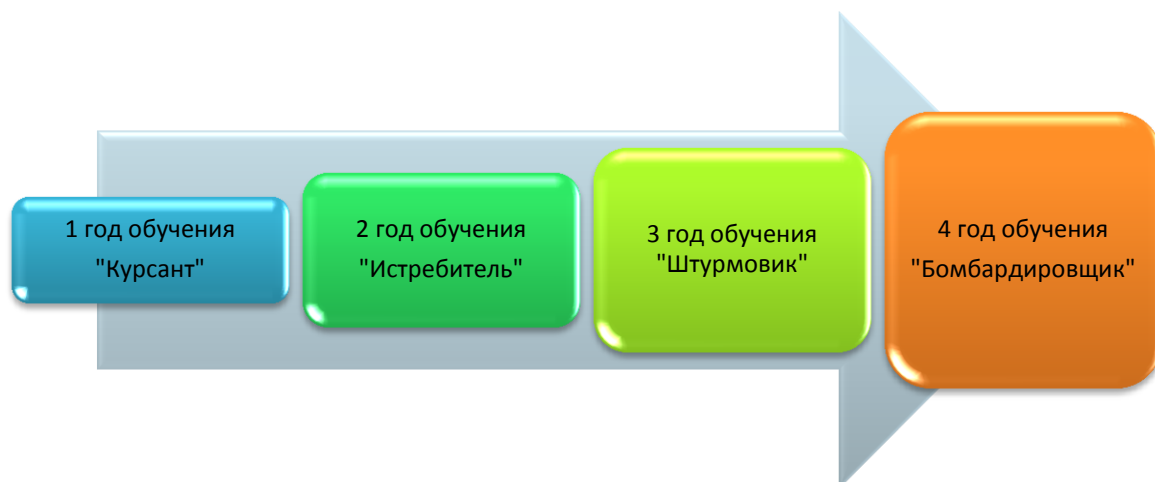 1 год обучения
"Курсант"
2 год обучения
"Истребитель"
3 год обучения
"Штурмовик"
4 год обучения
"Бомбардировщик"